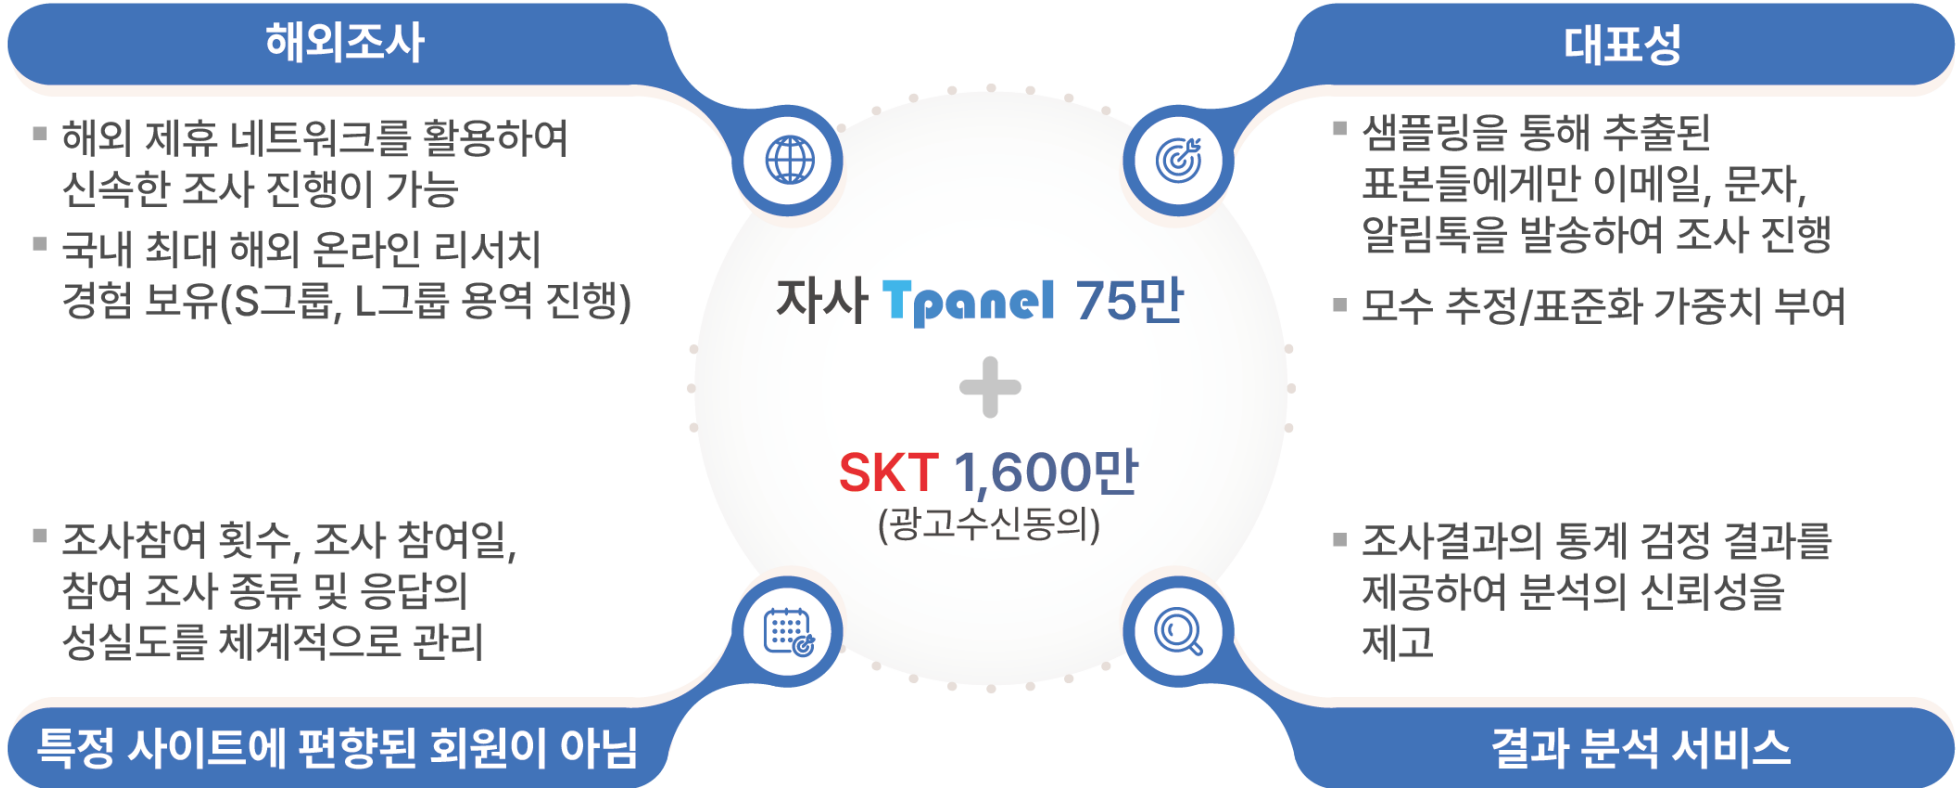 해외조사
해외 제휴 네트워크를 활용하여
신속한 조사 진행이 가능
국내 최대 해외 온라인 리서치
경험 보유(S그룹, L그룹 용역 진행)
대표성
샘플링을 통해 추출된
표본들에게만 이메일, 문자,
알림톡을 발송하여 조사 진행
모수 추정/표준화 가중치 부여
자사 Tpanel 75만
SKT 1,600만
(광고수신동의)
조사참여 횟수, 조사 참여일,
참여 조사 종류 및 응답의
성실도를 체계적으로 관리
특정 사이트에 편향된 회원이 아님
조사결과의 통계 검정 결과를
제공하여 분석의 신뢰성을
제고
결과 분석 서비스